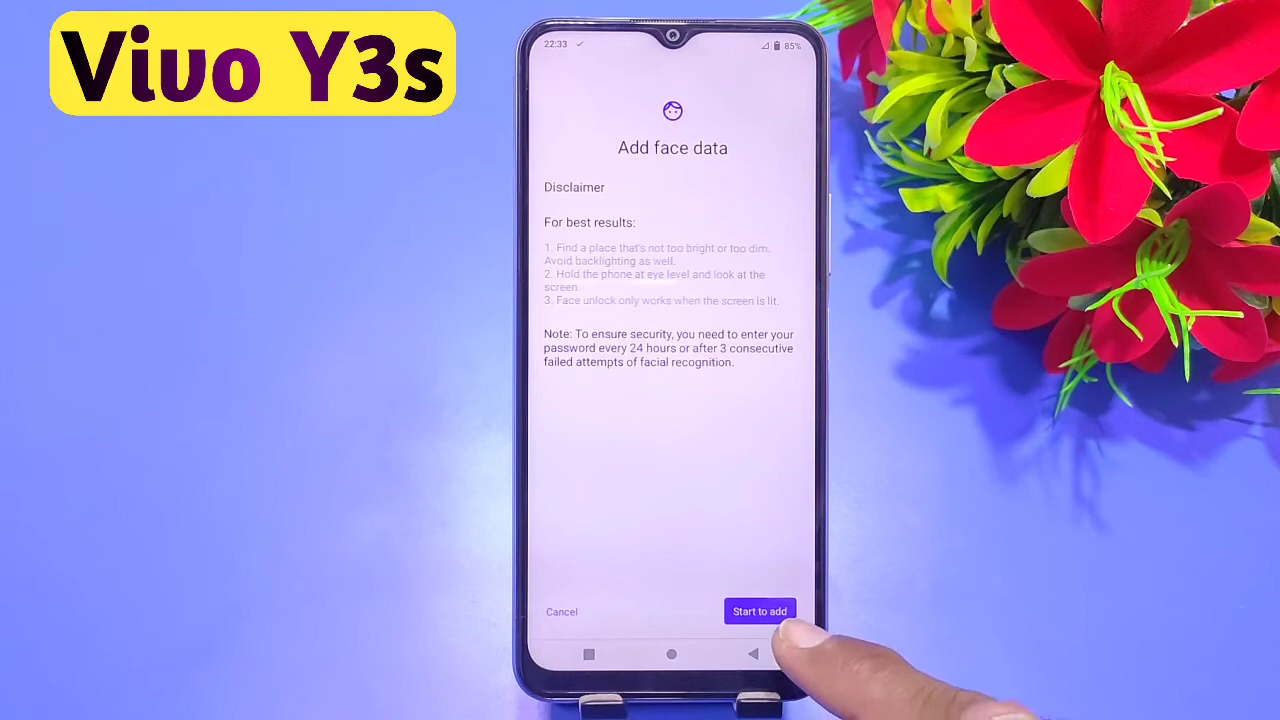 Vivo Y3s
22:33
85%
Add face data
Disclaimer
For best results:
1. Find a place that's not too bright or too dim.
Avoid backlighting as well.
2. Hold the phone at eye level and look at the
screen.
3. Face unlock only works when the screen is lit.
Note: To ensure security, you need to enter your
password every 24 hours or after 3 consecutive
failed attempts of facial recognition.
Cancel
Start to add